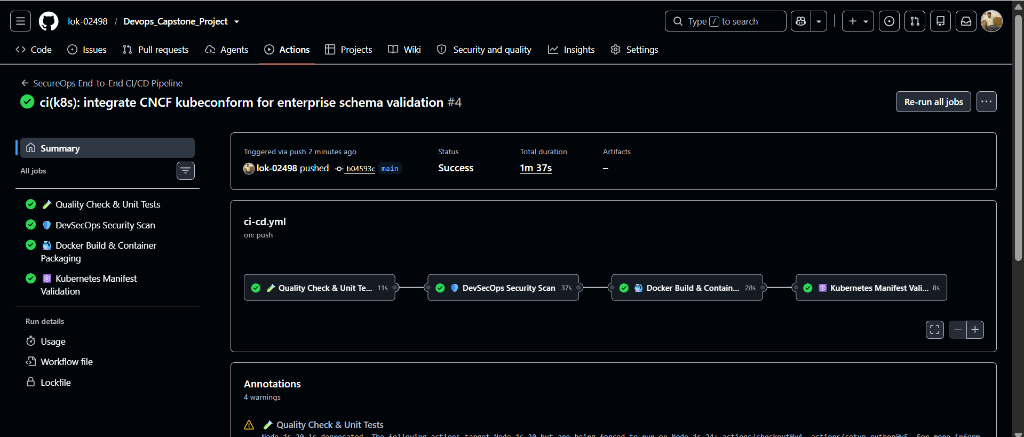 lok-02498 / Devops_Capstone_Project
Type / to search
Code Issues Pull requests Agents Actions Projects Wiki Security and quality Insights Settings
← SecureOps End-to-End CI/CD Pipeline
ci(k8s): integrate CNCF kubeconform for enterprise schema validation #4
Re-run all jobs
Summary
All jobs
Quality Check & Unit Tests
DevSecOps Security Scan
Docker Build & Container
Packaging
Kubernetes Manifest
Validation
Run details
Usage
Workflow file
Lockfile
Triggered via push 2 minutes ago
lok-02498 pushed b04593c main
Status
Success
Total duration
1m 37s
Artifacts
–
ci-cd.yml
on: push
Quality Check & Unit Te... 11s
DevSecOps Security Scan 37s
Docker Build & Contain... 20s
Kubernetes Manifest Vali... 8s
Annotations
4 warnings
Quality Check & Unit Tests